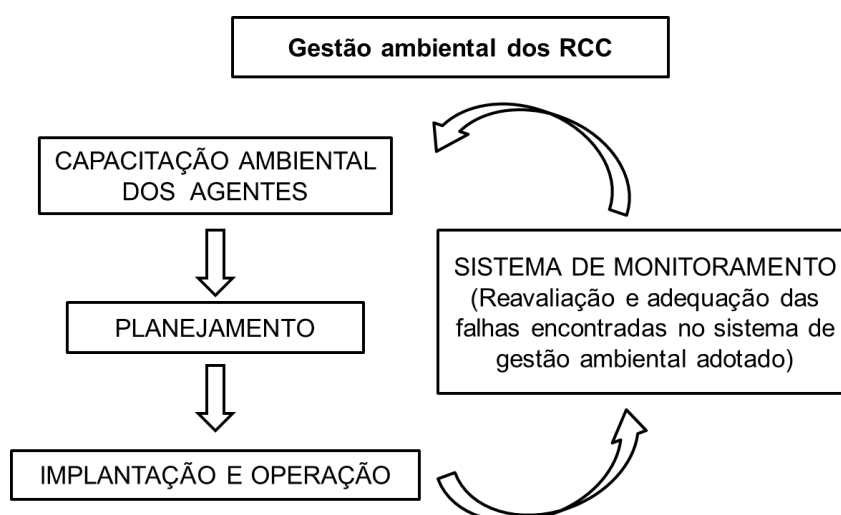 Gestão ambiental dos RCC
CAPACITAÇÃO AMBIENTAL
DOS AGENTES
PLANEJAMENTO
IMPLANTAÇÃO E OPERAÇÃO
SISTEMA DE MONITORAMENTO
(Reavaliação e adequação das
falhas encontradas no sistema de
gestão ambiental adotado)